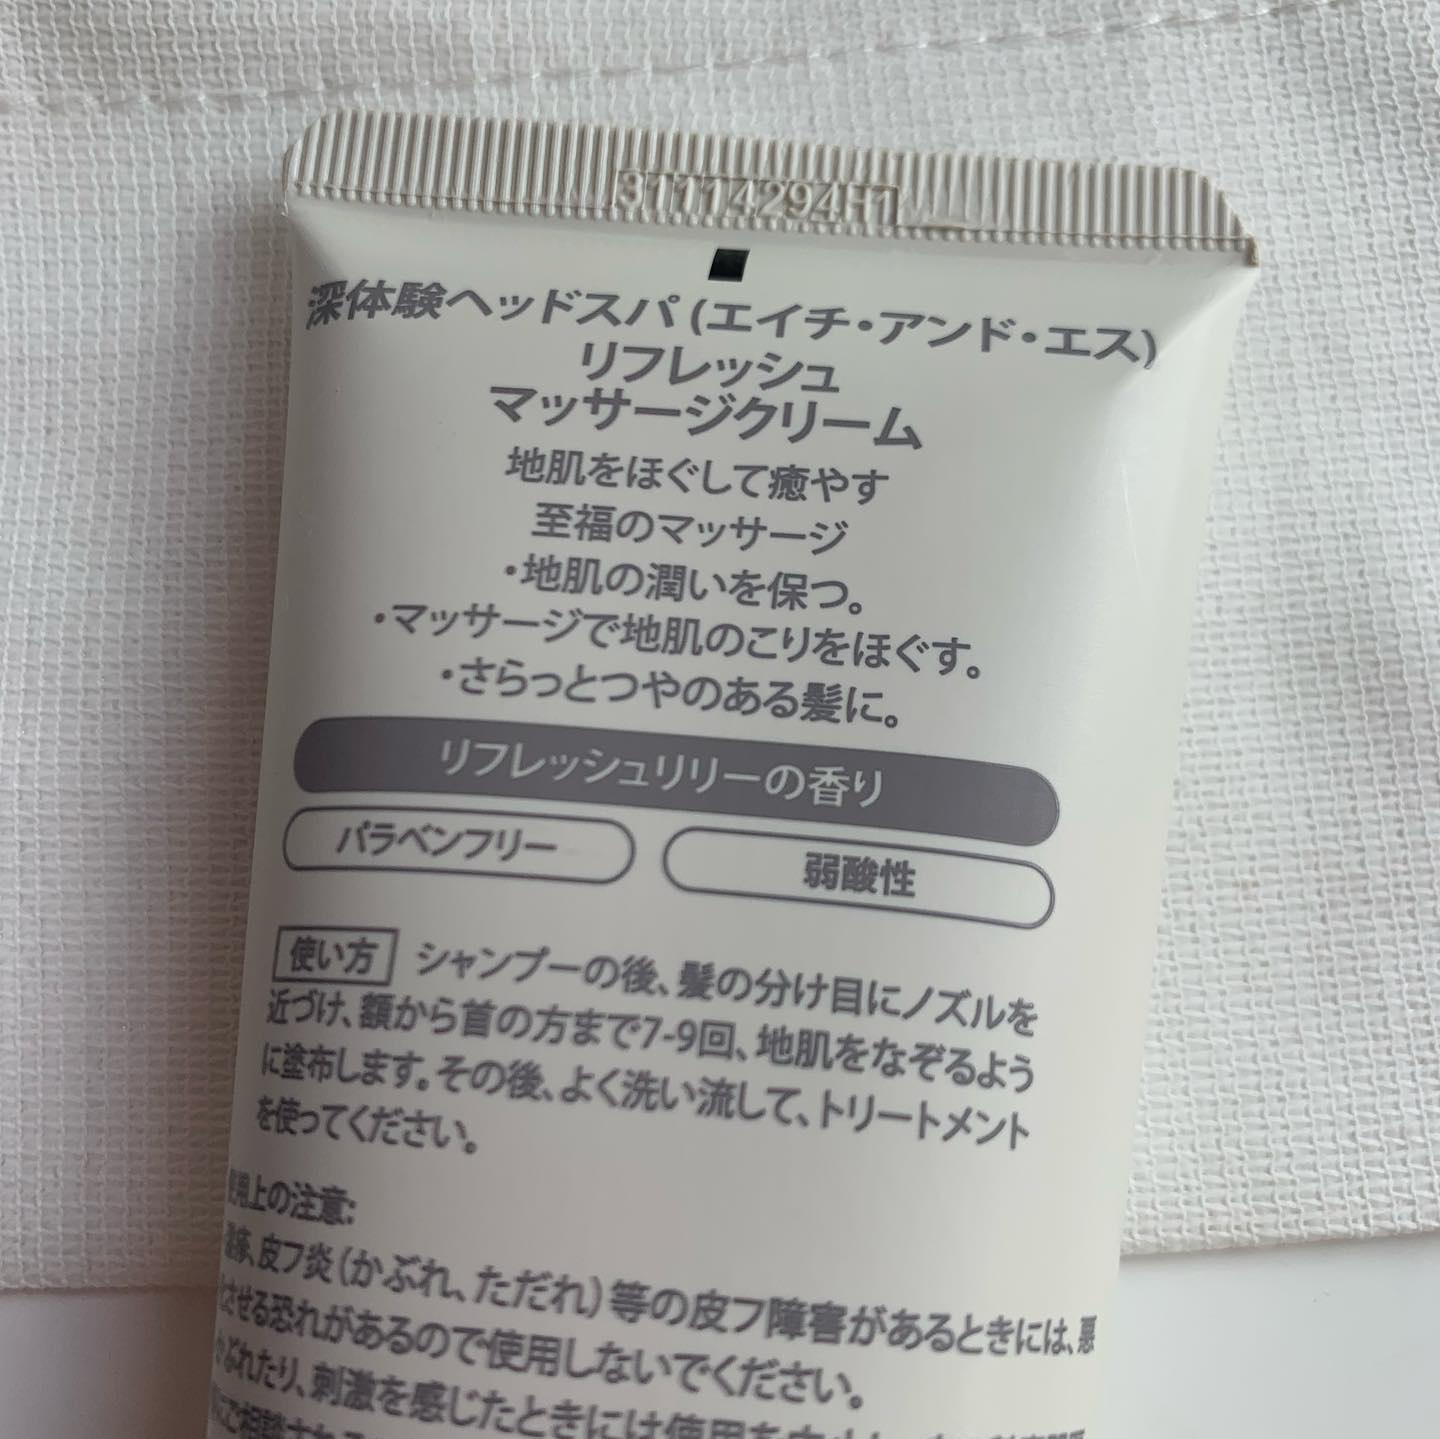 31114294H1
深体験ヘッドスパ(エイチ・アンド・エス)
リフレッシュ
マッサージクリーム
地肌をほぐして癒やす
至福のマッサージ
・地肌の潤いを保つ。
・マッサージで地肌のこりをほぐす。
・さらっとつやのある髪に。
リフレッシュリリーの香り
パラベンフリー 弱酸性
使い方 シャンプーの後、髪の分け目にノズルを
近づけ、額から首の方まで7-9回、地肌をなぞるよう
に塗布します。その後、よく洗い流して、トリートメント
を使ってください。
使用上の注意:
湿疹、皮フ炎(かぶれ、ただれ)等の皮フ障害があるときには、悪
化させる恐れがあるので使用しないでください。
かぶれたり、刺激を感じたときには使用を